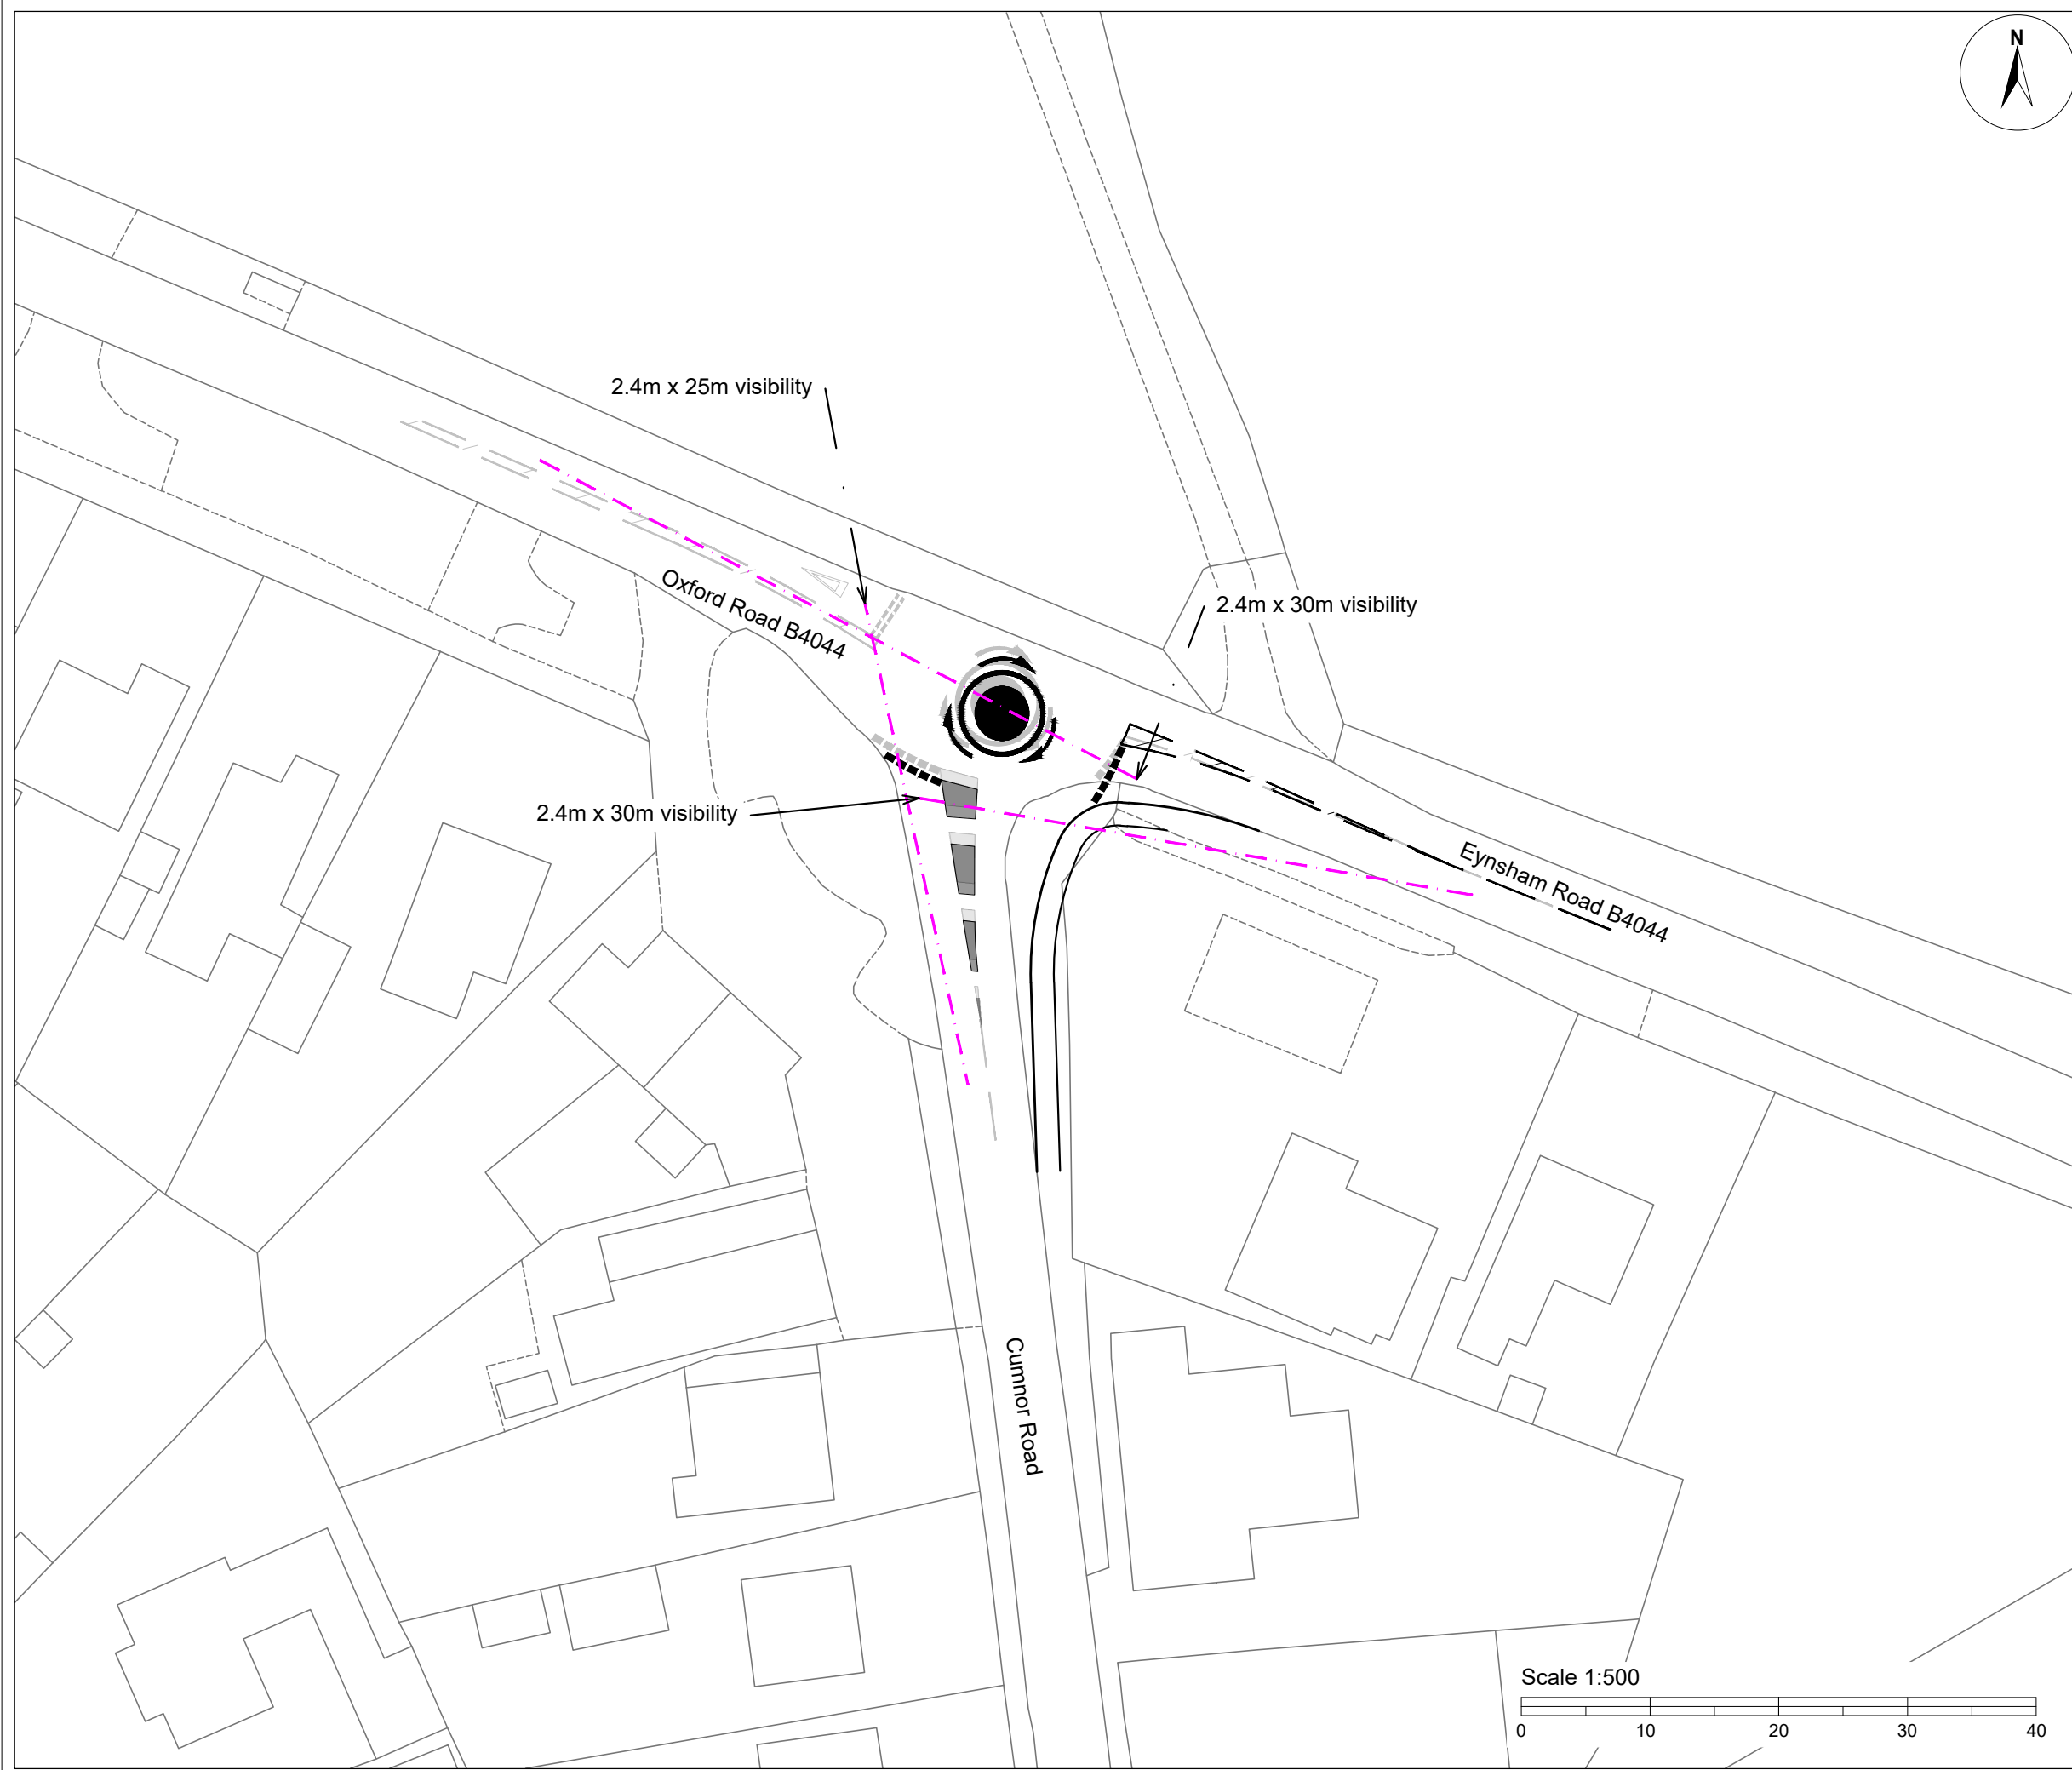 N
2.4m x 25m visibility
Oxford Road B4044
2.4m x 30m visibility
2.4m x 30m visibility
Eynsham Road B4044
Cumnor Road
Scale 1:500
0 10 20 30 40